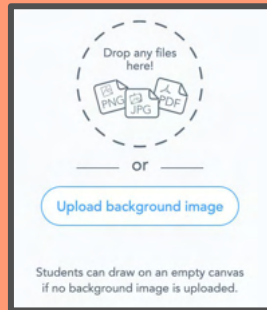 Drop any files
here!
PNG
JPG
PDF
or
Upload background image
Students can draw on an empty canvas
if no background image is uploaded.